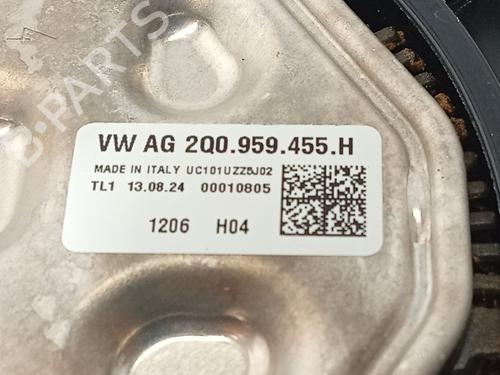 VW AG 2Q0.959.455.H
MADE IN ITALY UC101UZZ5J02
TL1 13.08.24 00010805
1206 H04
B-PARTS